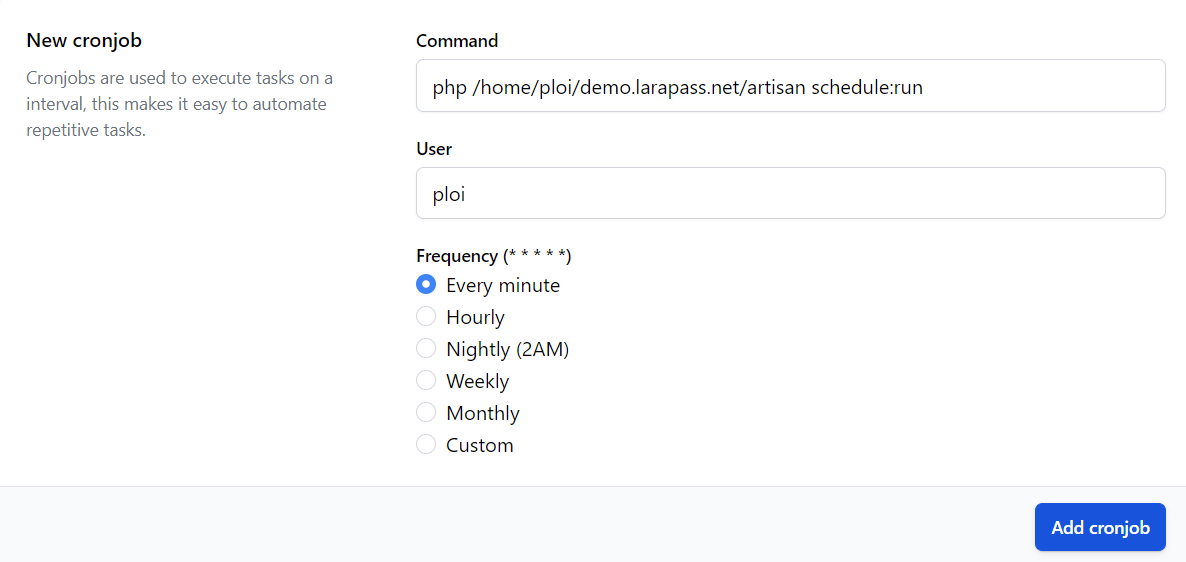 New cronjob
Cronjobs are used to execute tasks on a
interval, this makes it easy to automate
repetitive tasks.
Command
php /home/ploi/demo.larapass.net/artisan schedule:run
User
ploi
Frequency (* * * * *)
Every minute
Hourly
Nightly (2AM)
Weekly
Monthly
Custom
Add cronjob